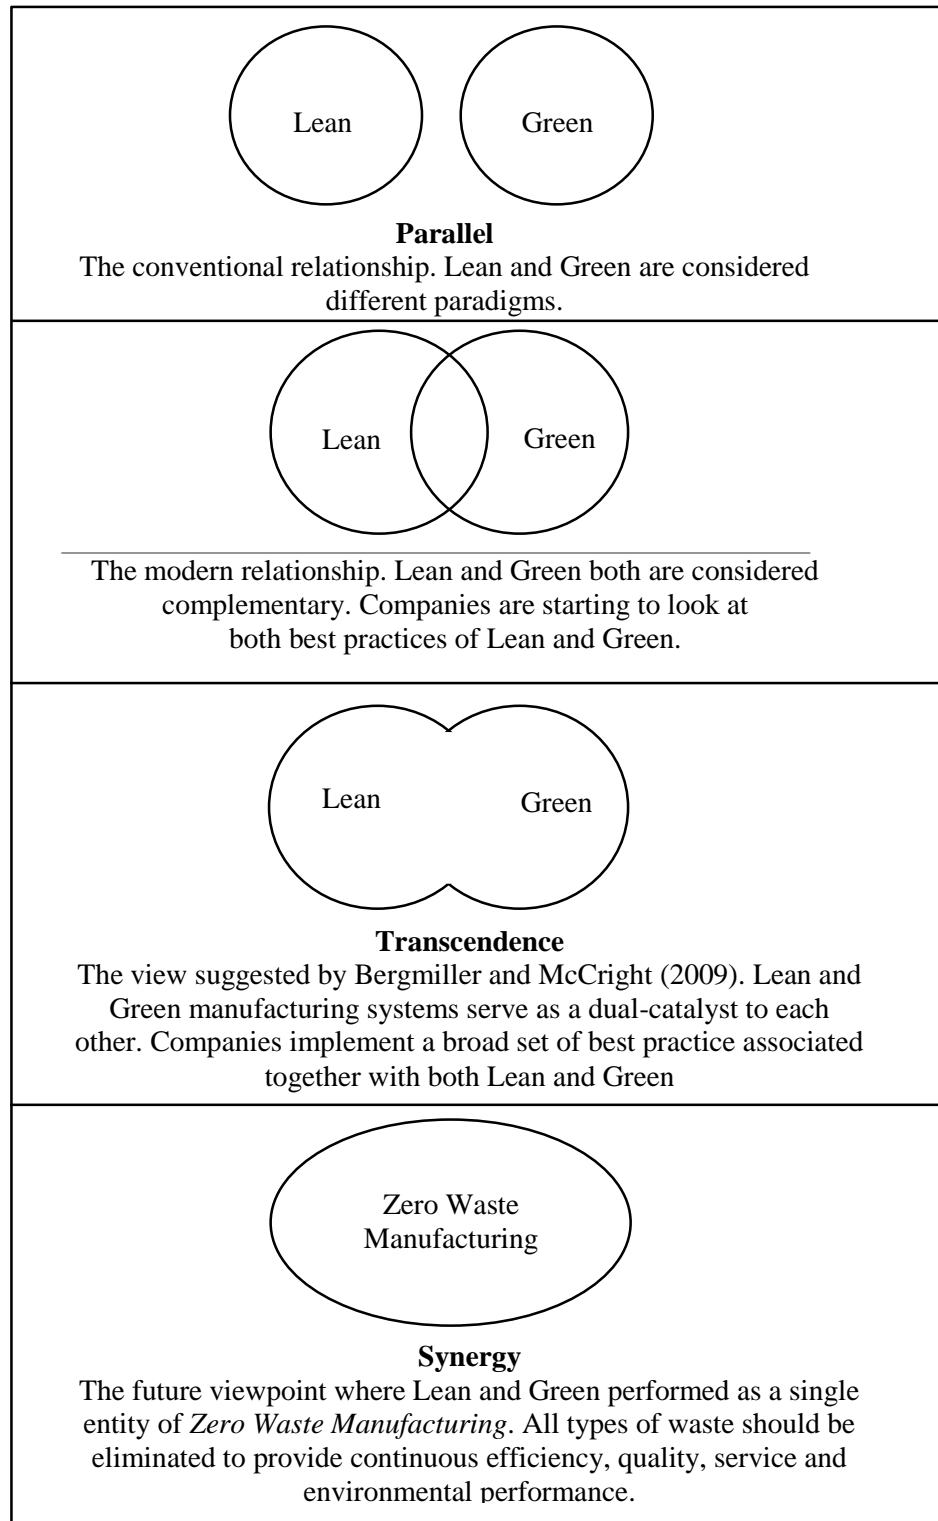 Lean Green
Parallel
The conventional relationship. Lean and Green are considered
different paradigms.
Lean Green
The modern relationship. Lean and Green both are considered
complementary. Companies are starting to look at
both best practices of Lean and Green.
Lean Green
Transcendence
The view suggested by Bergmiller and McCright (2009). Lean and
Green manufacturing systems serve as a dual-catalyst to each
other. Companies implement a broad set of best practice associated
together with both Lean and Green
Zero Waste
Manufacturing
Synergy
The future viewpoint where Lean and Green performed as a single
entity of Zero Waste Manufacturing. All types of waste should be
eliminated to provide continuous efficiency, quality, service and
environmental performance.